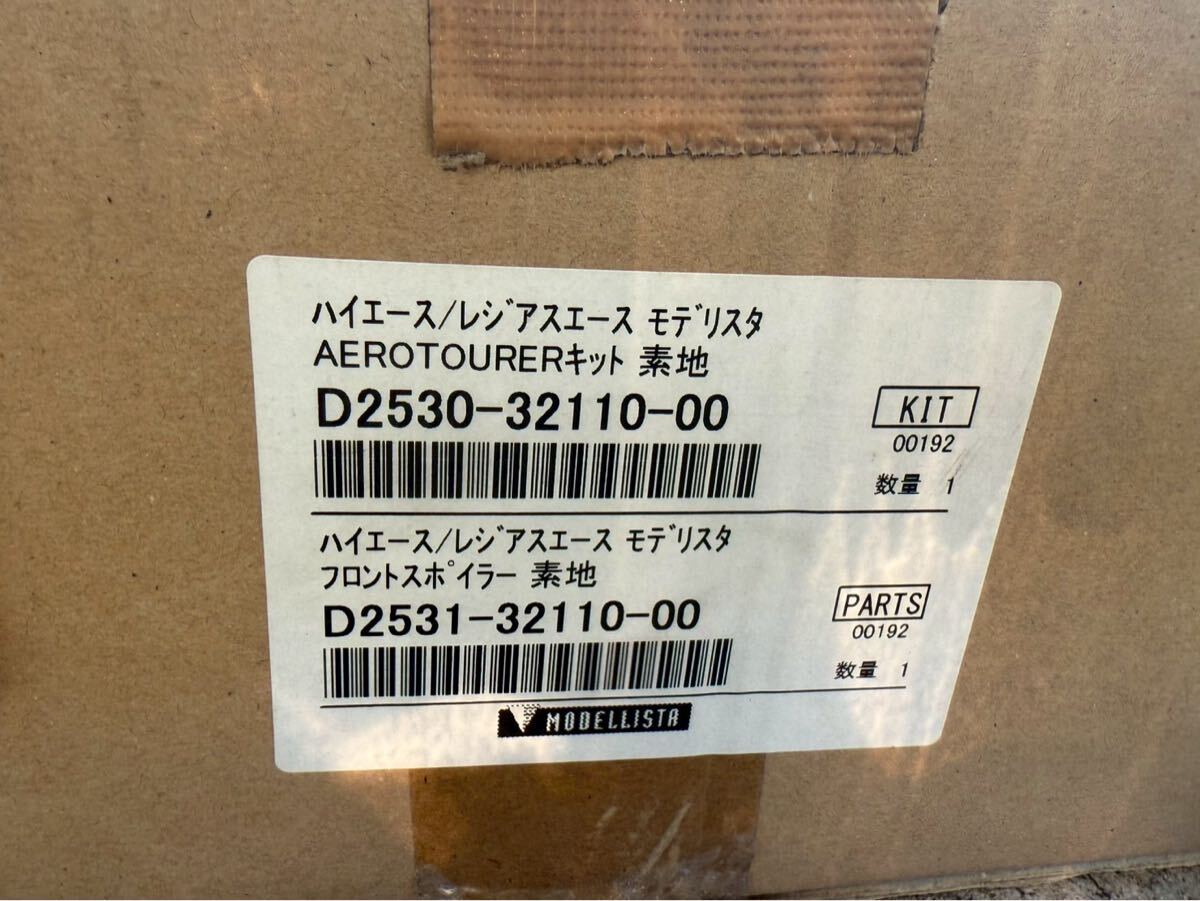 ハイエース/レジアスエース モデリスタ
AEROTOURERキット 素地
D2530-32110-00
KIT
00192
数量 1
ハイエース/レジアスエース モデリスタ
フロントスポイラー 素地
D2531-32110-00
PARTS
00192
数量 1
MODELLISTA